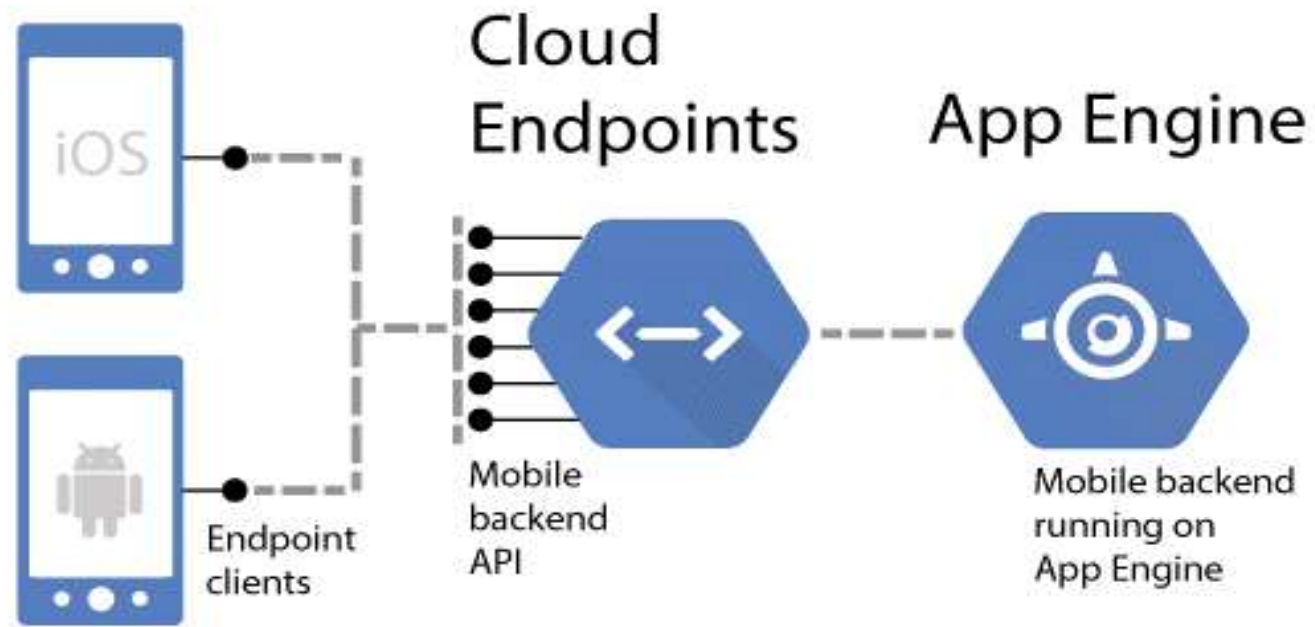 iOS
Cloud
Endpoints
App Engine
Endpoint
clients
Mobile
backend
API
Mobile backend
running on
App Engine